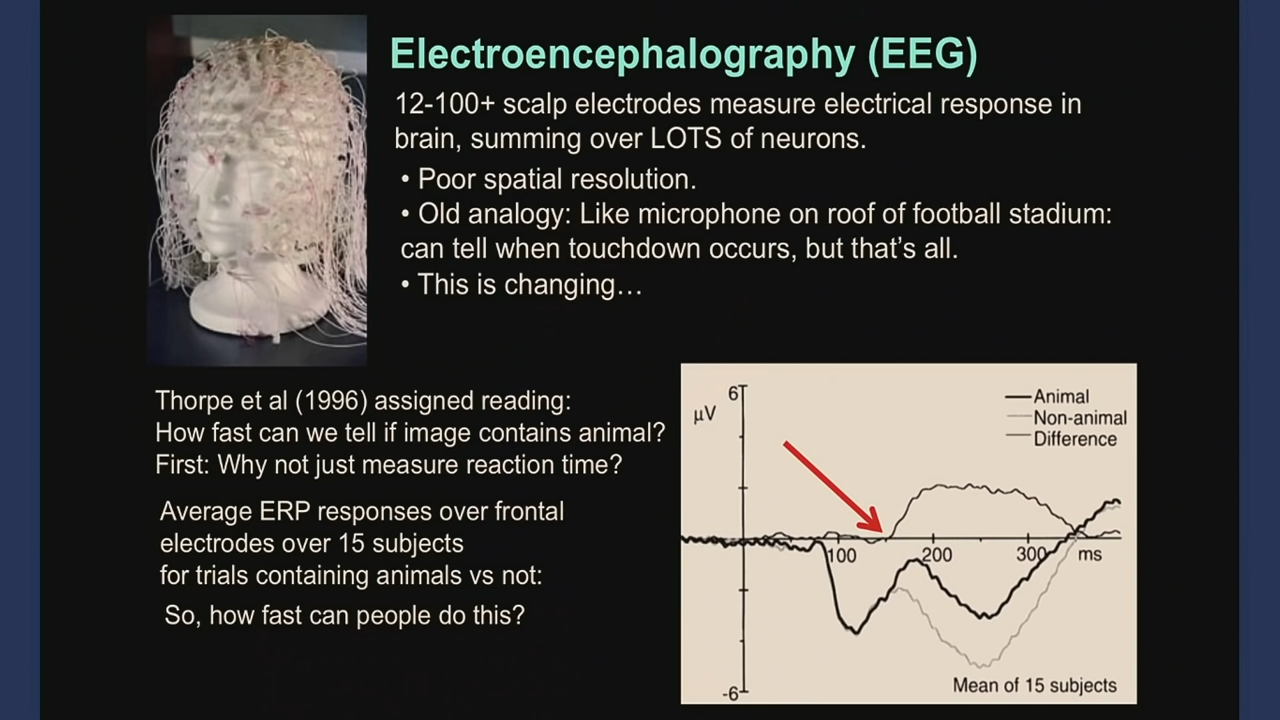 Electroencephalography (EEG)
12-100+ scalp electrodes measure electrical response in
brain, summing over LOTS of neurons.
• Poor spatial resolution.
• Old analogy: Like microphone on roof of football stadium:
can tell when touchdown occurs, but that’s all.
• This is changing…
Thorpe et al (1996) assigned reading:
How fast can we tell if image contains animal?
First: Why not just measure reaction time?
Average ERP responses over frontal
electrodes over 15 subjects
for trials containing animals vs not:
So, how fast can people do this?
6
µV
Animal
Non-animal
Difference
100 200 300 ms
-6
Mean of 15 subjects